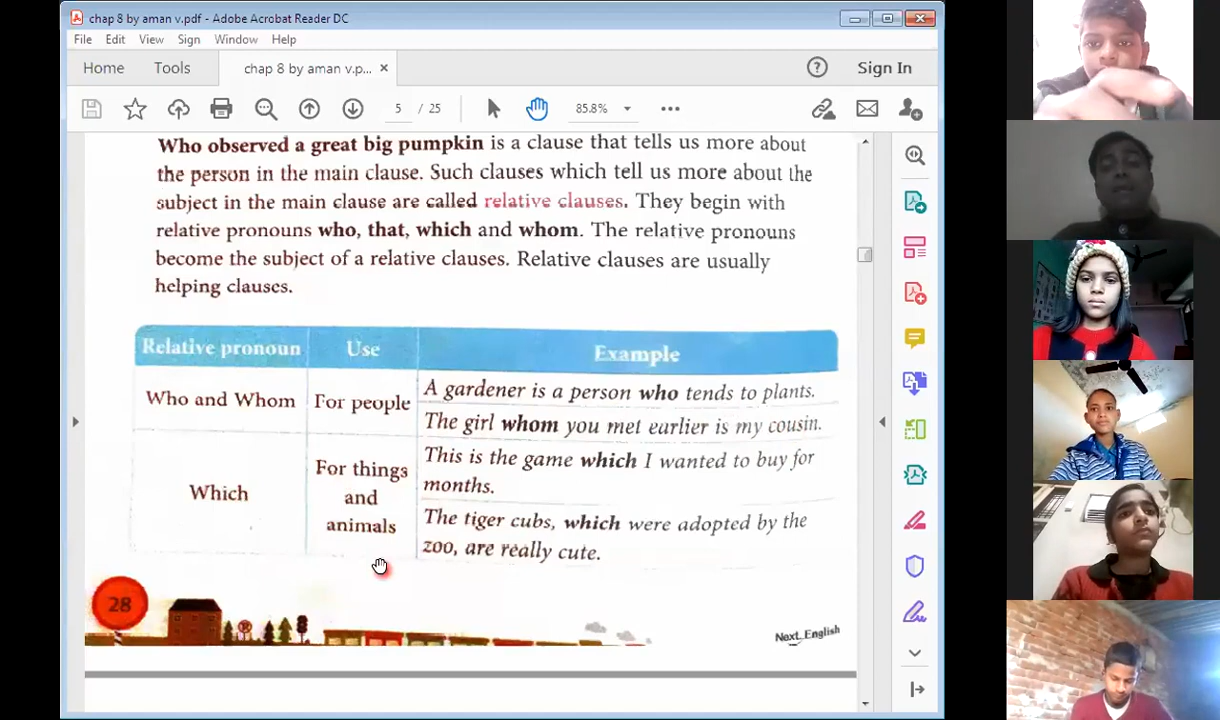 chap 8 by aman v.pdf - Adobe Acrobat Reader DC
File Edit View Sign Window Help
Home Tools chap 8 by aman v.p... × Sign In
5 / 25 85.8%
Who observed a great big pumpkin is a clause that tells us more about
the person in the main clause. Such clauses which tell us more about the
subject in the main clause are called relative clauses. They begin with
relative pronouns who, that, which and whom. The relative pronouns
become the subject of a relative clauses. Relative clauses are usually
helping clauses.
Relative pronoun Use Example
Who and Whom For people A gardener is a person who tends to plants.
The girl whom you met earlier is my cousin.
Which For things and animals This is the game which I wanted to buy for
months.
The tiger cubs, which were adopted by the
zoo, are really cute.
28
Next English